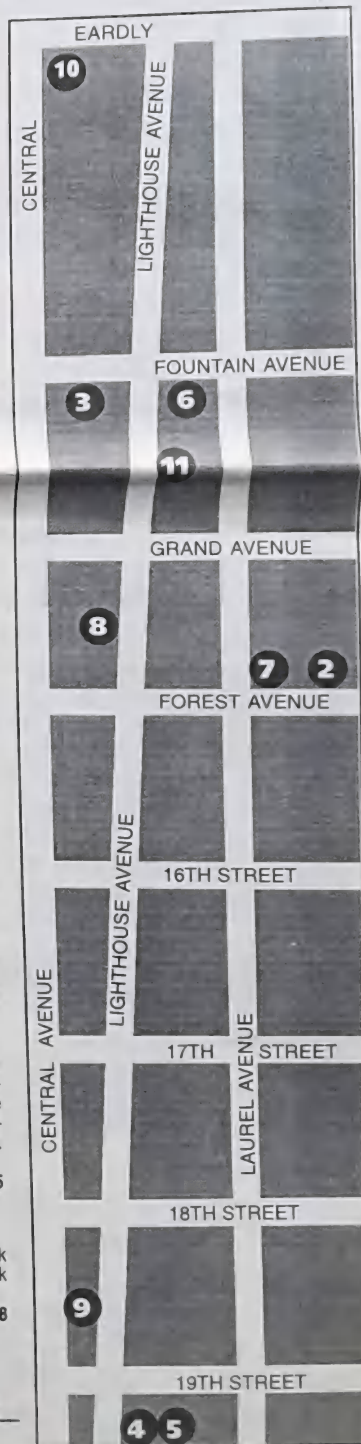 EARDLY
10
CENTRAL
LIGHTHOUSE AVENUE
FOUNTAIN AVENUE
3
6
11
GRAND AVENUE
8
7
2
FOREST AVENUE
16TH STREET
LIGHTHOUSE AVENUE
CENTRAL AVENUE
17TH STREET
LAUREL AVENUE
18TH STREET
9
19TH STREET
4
5